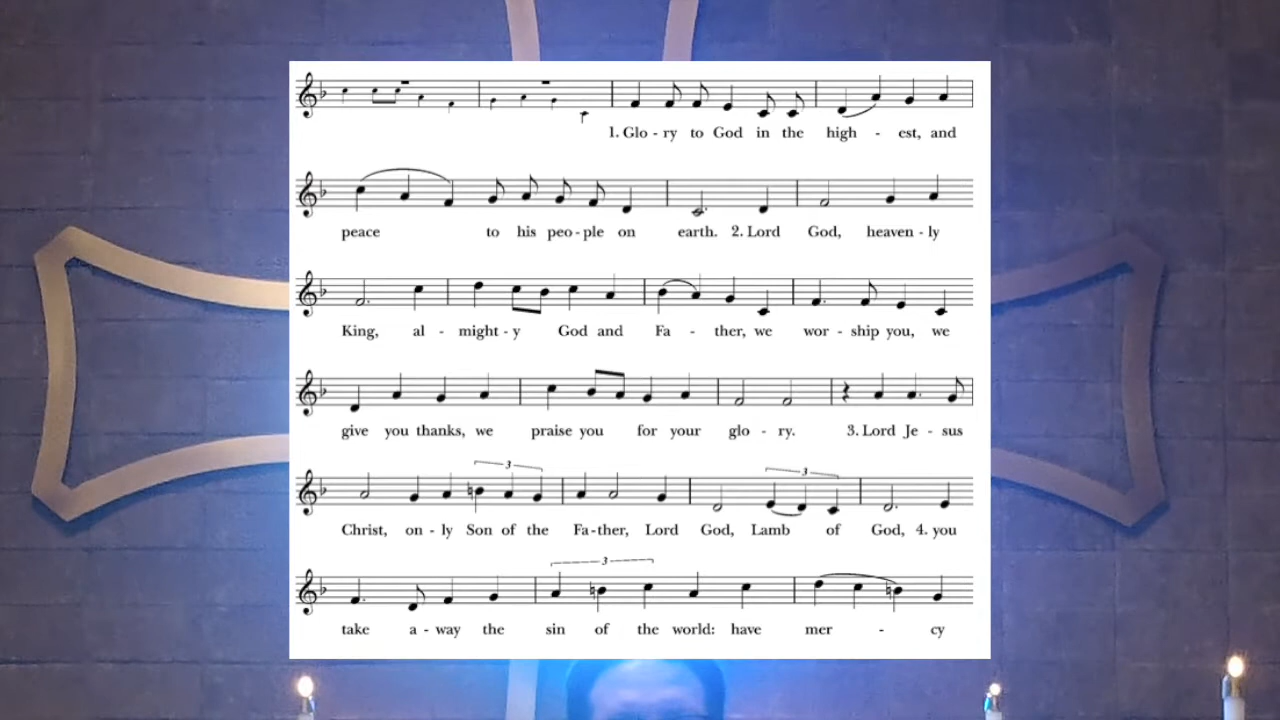 1. Glo - ry to God in the high - est, and
peace to his peo - ple on earth. 2. Lord God, heaven - ly
King, al - might - y God and Fa - ther, we wor - ship you, we
give you thanks, we praise you for your glo - ry. 3. Lord Je - sus
3
3
Christ, on - ly Son of the Fa - ther, Lord God, Lamb of God, 4. you
3
take a - way the sin of the world: have mer - cy